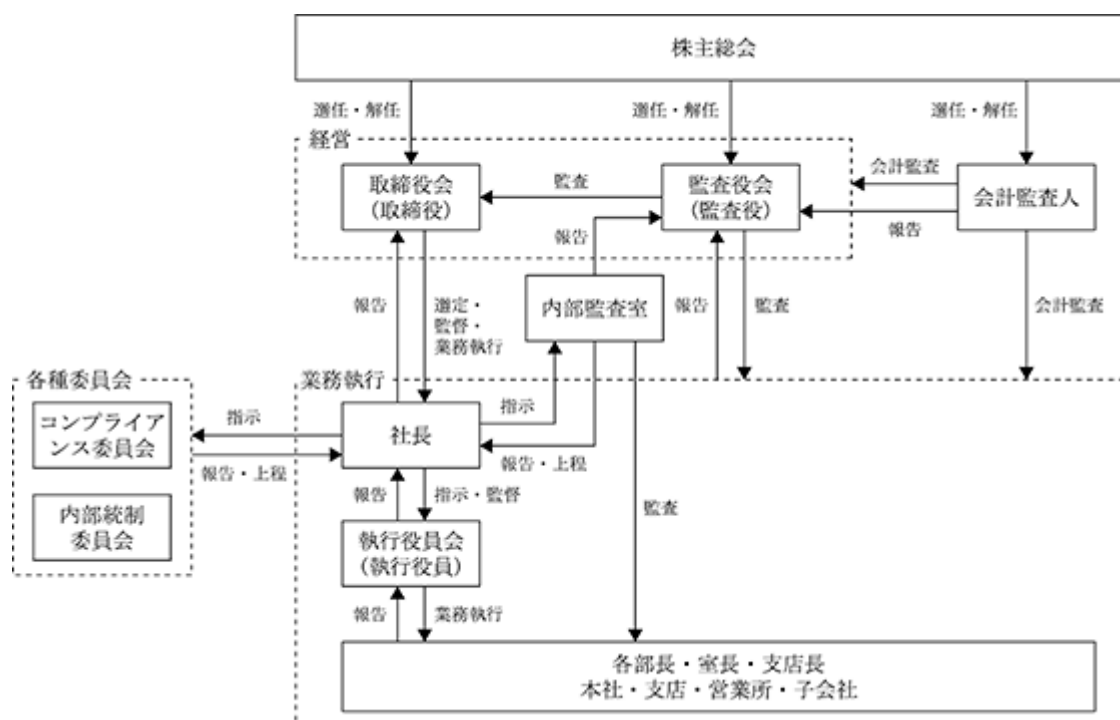 株主総会
選任・解任
選任・解任
選任・解任
経営
取締役会
(取締役)
監査
監査役会
(監査役)
会計監査
報告
会計監査人
報告
内部監査室
報告
選定・
監督・
業務執行
報告
監査
会計監査
各種委員会
コンプライア
ンス委員会
内部統制
委員会
指示
報告・上程
業務執行
社長
指示
報告・上程
報告
指示・監督
監査
執行役員会
(執行役員)
報告
業務執行
各部長・室長・支店長
本社・支店・営業所・子会社